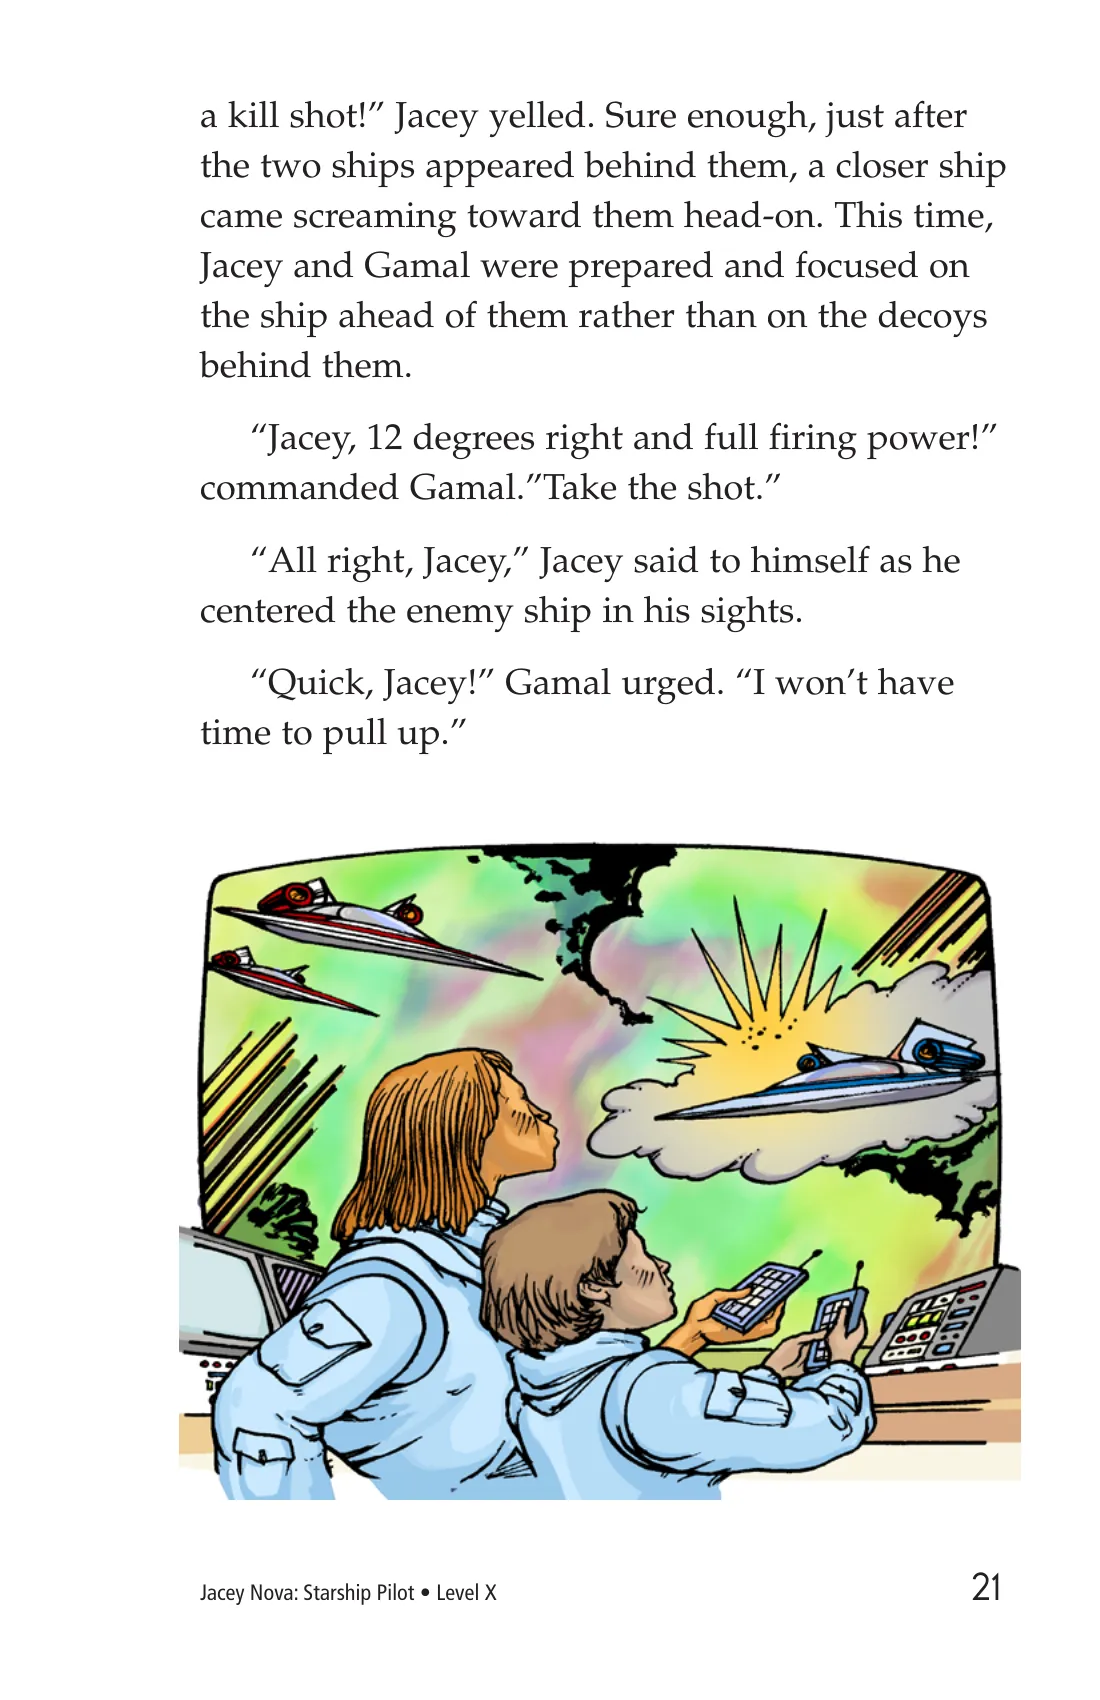 a kill shot!” Jacey yelled. Sure enough, just after
the two ships appeared behind them, a closer ship
came screaming toward them head-on. This time,
Jacey and Gamal were prepared and focused on
the ship ahead of them rather than on the decoys
behind them.
“Jacey, 12 degrees right and full firing power!”
commanded Gamal.”Take the shot.”
“All right, Jacey,” Jacey said to himself as he
centered the enemy ship in his sights.
“Quick, Jacey!” Gamal urged. “I won’t have
time to pull up.”
Jacey Nova: Starship Pilot • Level X
21